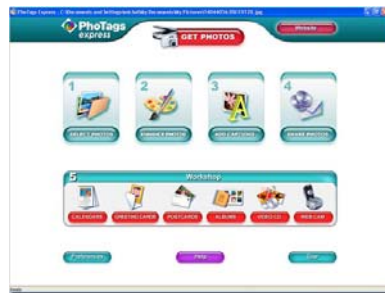 PhoTags
express
GET PHOTOS
Website
1
2
3
4
SELECT PHOTOS
ENHANCE PHOTOS
ADD CAPTIONS
SHARE PHOTOS
5
Workshop
CALENDARS
GREETING CARDS
POSTCARDS
ALBUMS
VIDEO CD
WEB CAM
Preferences
Help